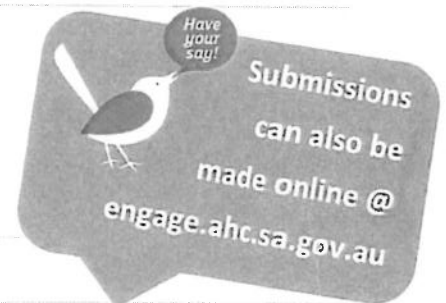 Have
your
say!
Submissions
can also be
made online @
engage.ahc.sa.gov.au